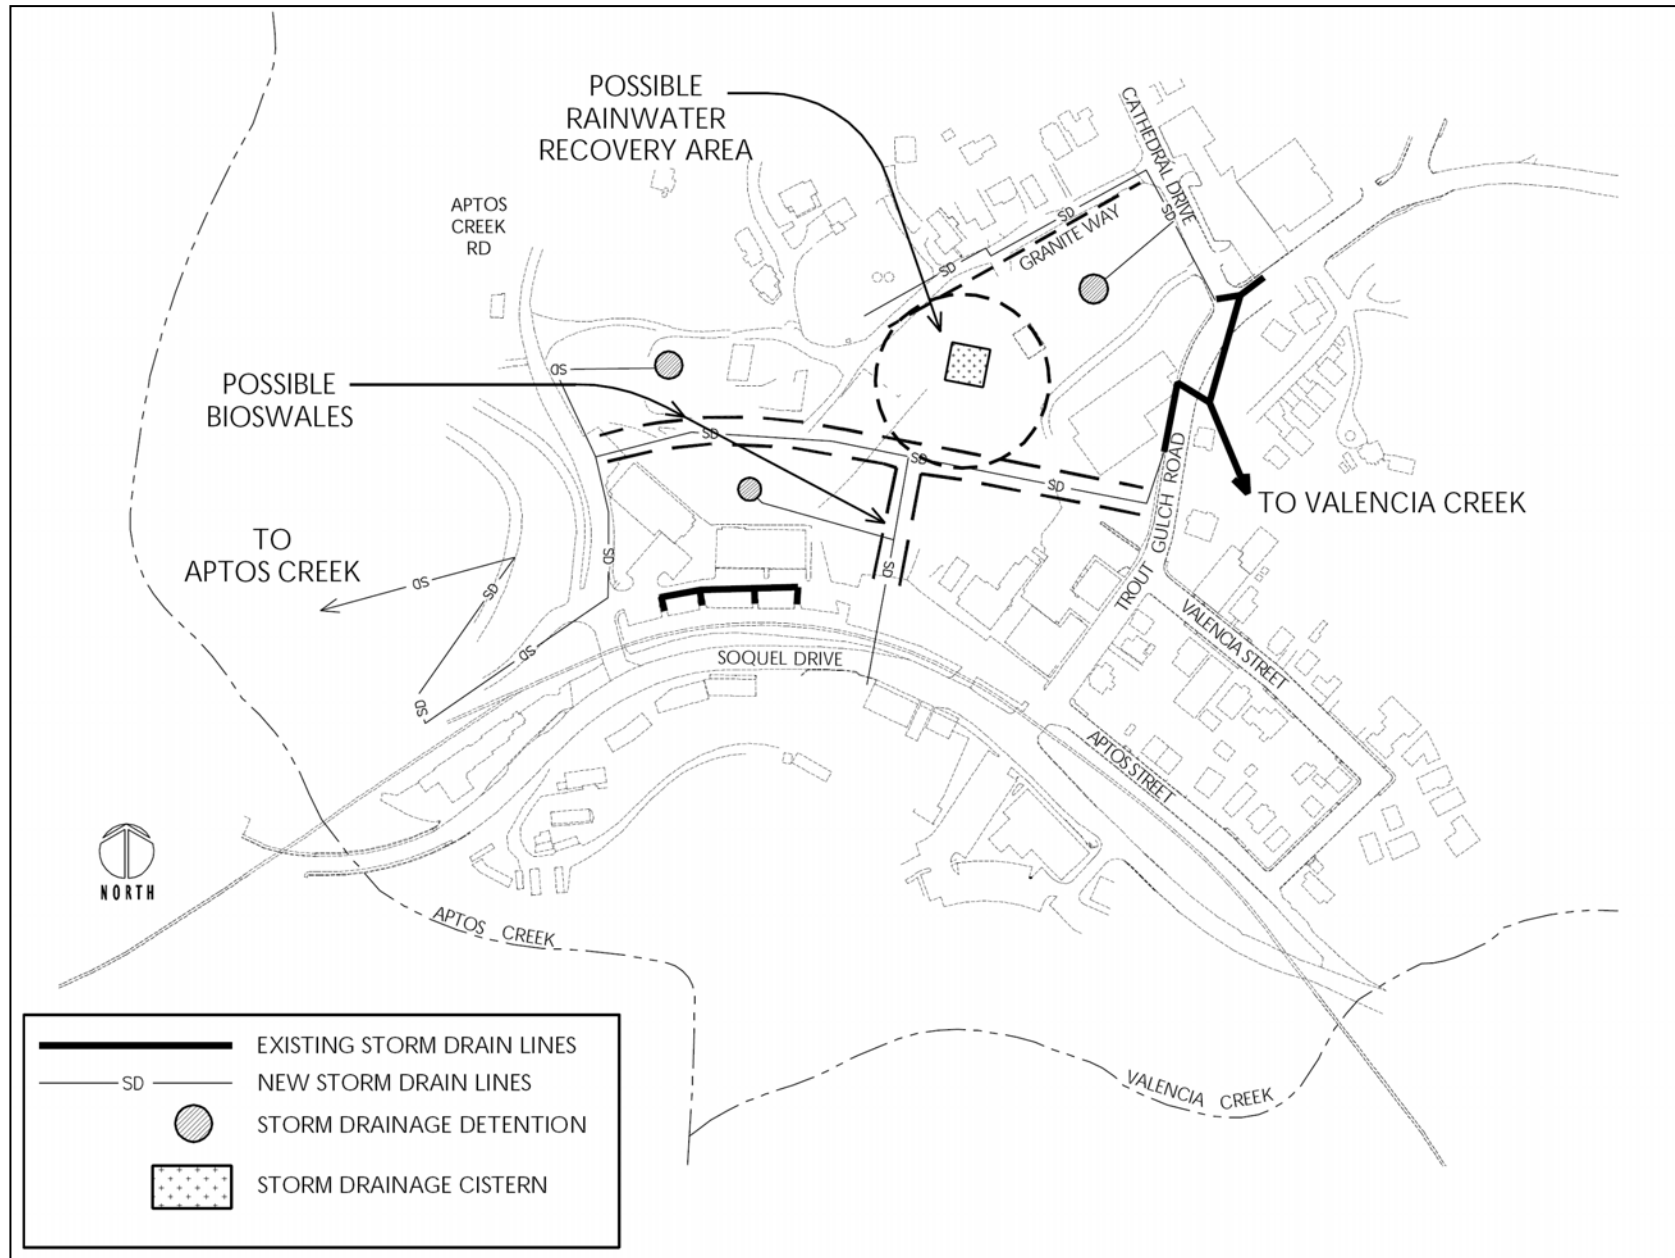 POSSIBLE
RAINWATER
RECOVERY AREA
CATHEDRAL DRIVE
APTOS
CREEK
RD
SD
SD
GRANITE WAY
SD
SD
POSSIBLE
BIOSWALES
SD
SD
SD
TO VALENCIA CREEK
TROUT GULCH ROAD
TO
APTOS CREEK
SD
SD
SD
SD
SD
SD
VALENCIA STREET
SOQUEL DRIVE
APTOS STREET
NORTH
APTOS CREEK
VALENCIA CREEK
EXISTING STORM DRAIN LINES
SD NEW STORM DRAIN LINES
STORM DRAINAGE DETENTION
STORM DRAINAGE CISTERN